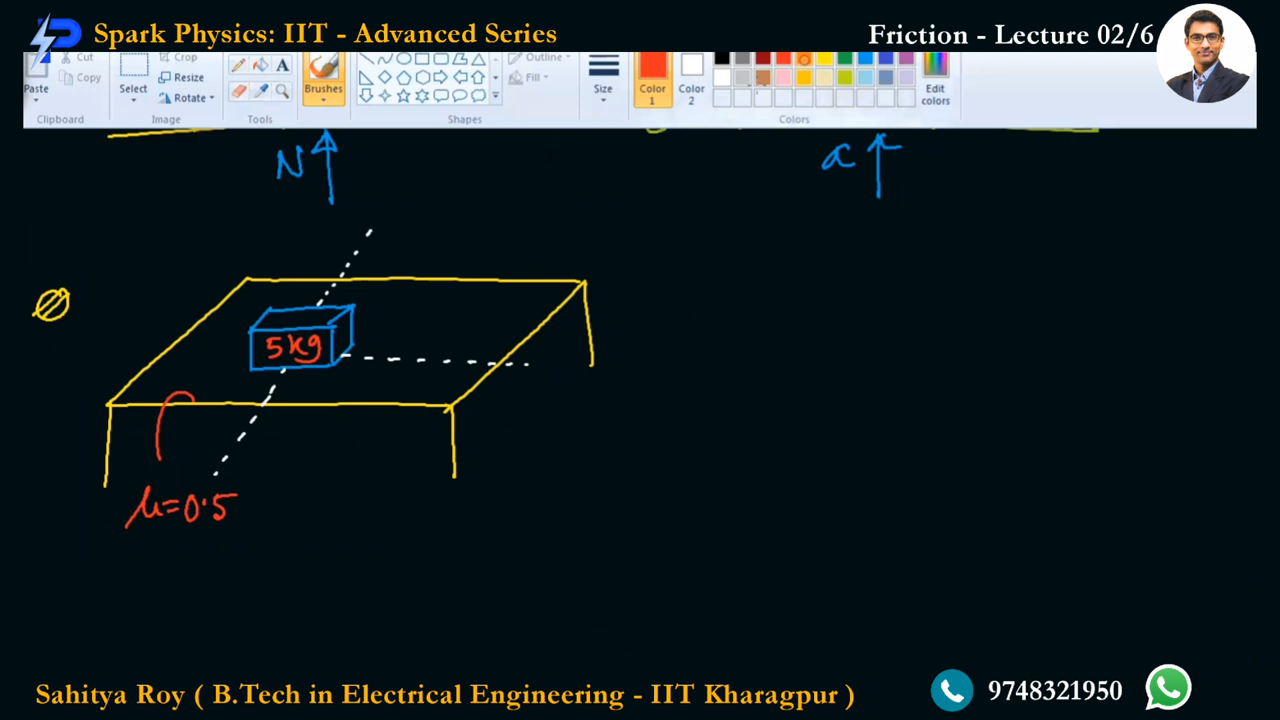 Spark Physics: IIT - Advanced Series
Friction - Lecture 02/6
Cut
Copy
Paste
Clipboard
Crop
Resize
Rotate
Select
Image
A
Tools
Brushes
Outline
Fill
Shapes
Size
Color 1
Color 2
Edit colors
Colors
N
a
5 kg
μ=0.5
Sahitya Roy ( B.Tech in Electrical Engineering - IIT Kharagpur )
9748321950